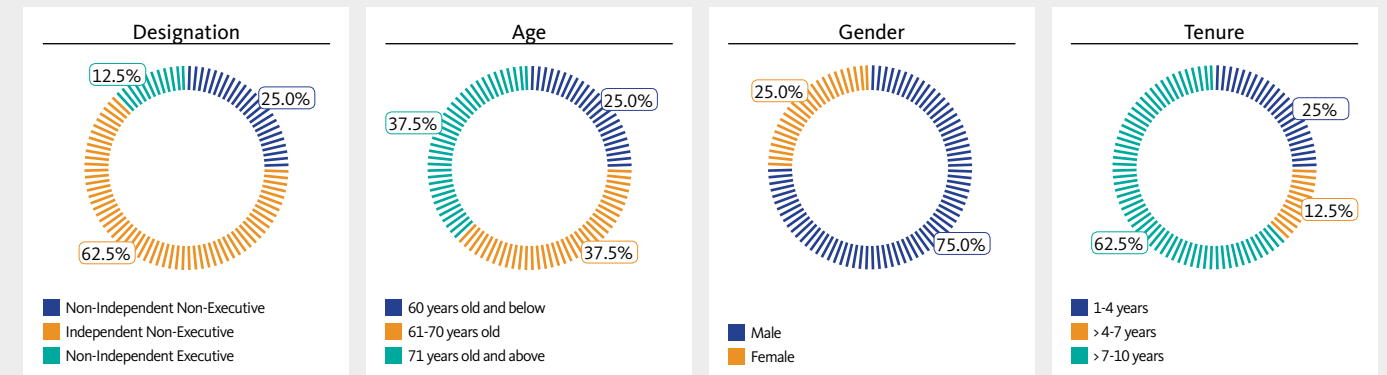 Designation
12.5%
25.0%
62.5%
Non-Independent Non-Executive
Independent Non-Executive
Non-Independent Executive
Age
25.0%
37.5%
37.5%
60 years old and below
61-70 years old
71 years old and above
Gender
25.0%
75.0%
Male
Female
Tenure
25%
12.5%
62.5%
1-4 years
>4-7 years
>7-10 years